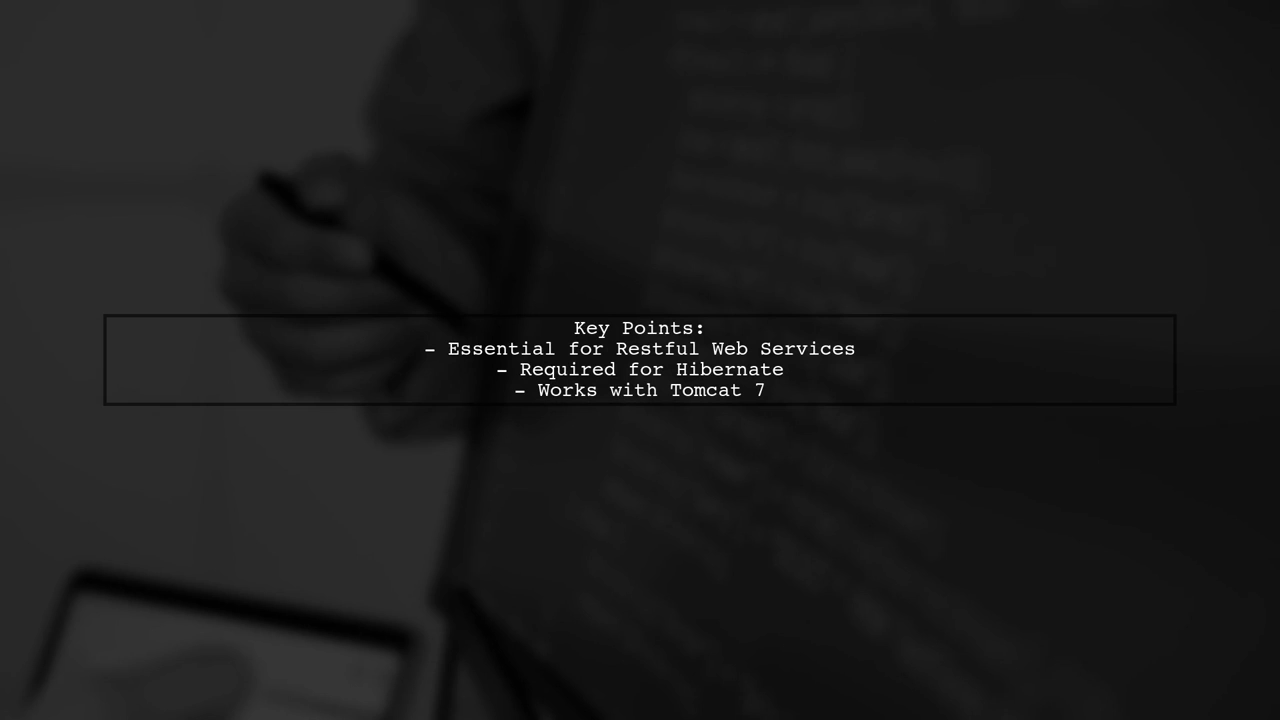 Key Points:
- Essential for Restful Web Services
- Required for Hibernate
- Works with Tomcat 7